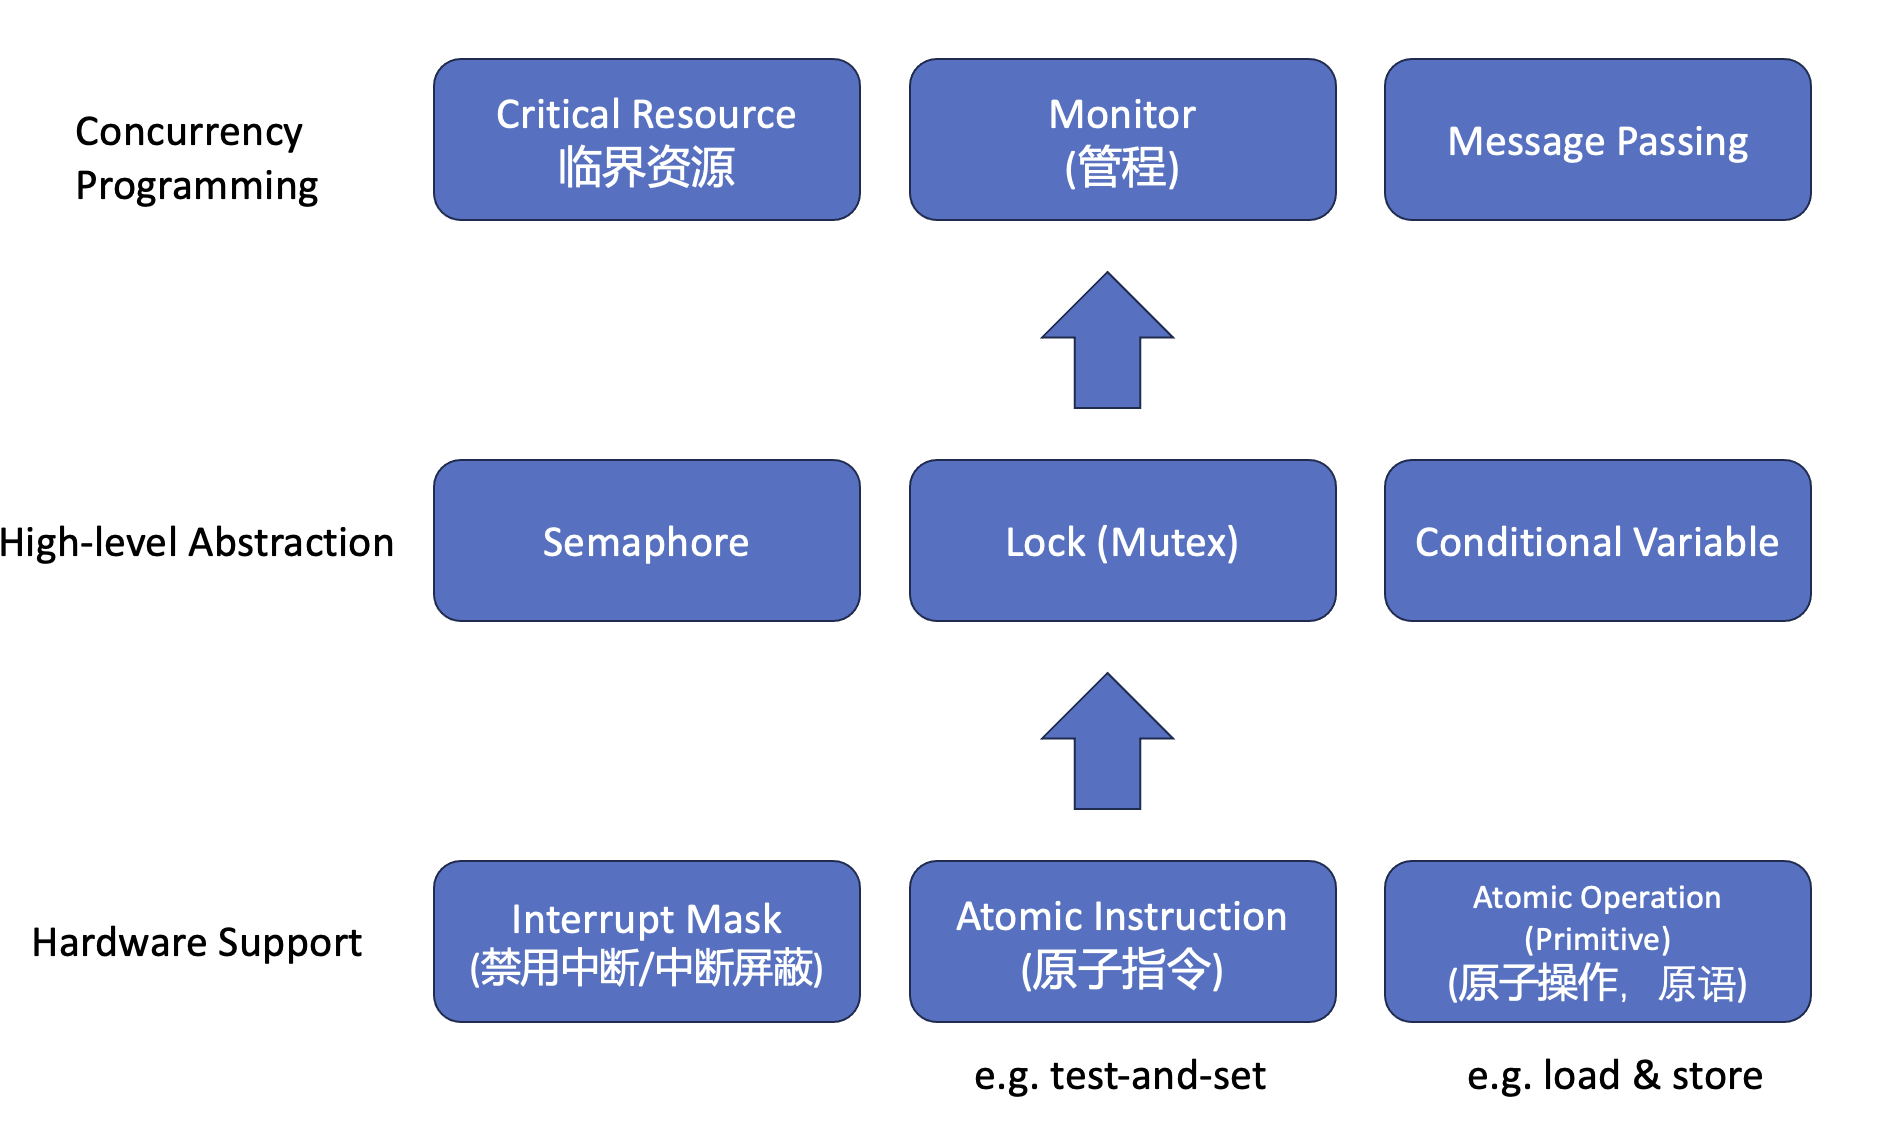 Concurrency
Programming
Critical Resource
临界资源
Monitor
(管程)
Message Passing
High-level Abstraction
Semaphore
Lock (Mutex)
Conditional Variable
Hardware Support
Interrupt Mask
(禁用中断/中断屏蔽)
Atomic Instruction
(原子指令)
Atomic Operation
(Primitive)
(原子操作，原语)
e.g. test-and-set
e.g. load & store